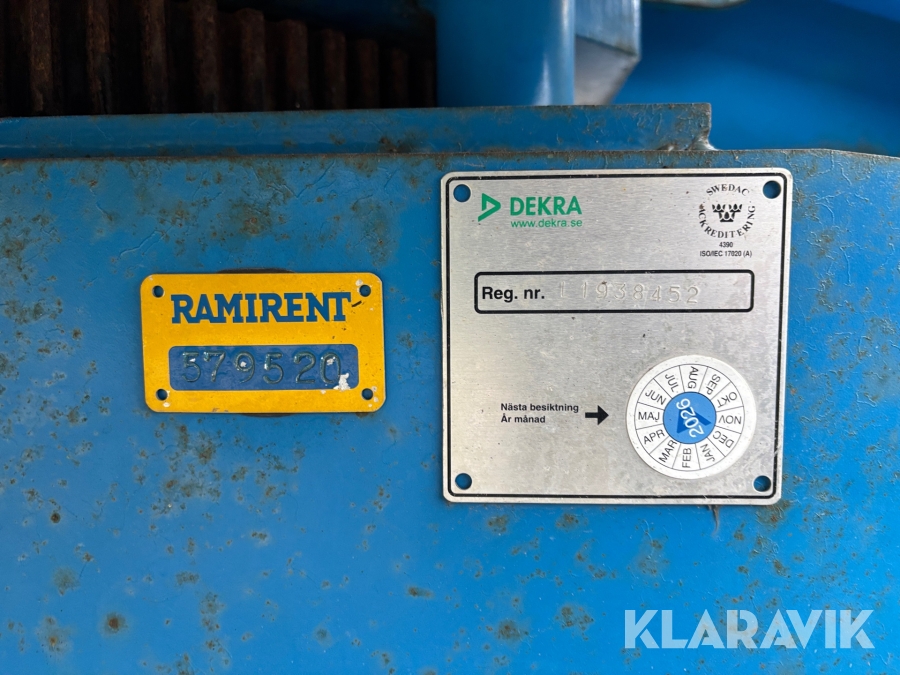 RAMIRENT
379520
DEKRA
www.dekra.se
SWEDAC
ACKREDITERING
4390
ISO/IEC 17020 (A)
Reg. nr. L1938452
Nästa besiktning
År månad
JAN
FEB
MAR
APR
MAJ
JUN
JUL
AUG
SEP
OKT
NOV
DEC
2026
KLARAVIK